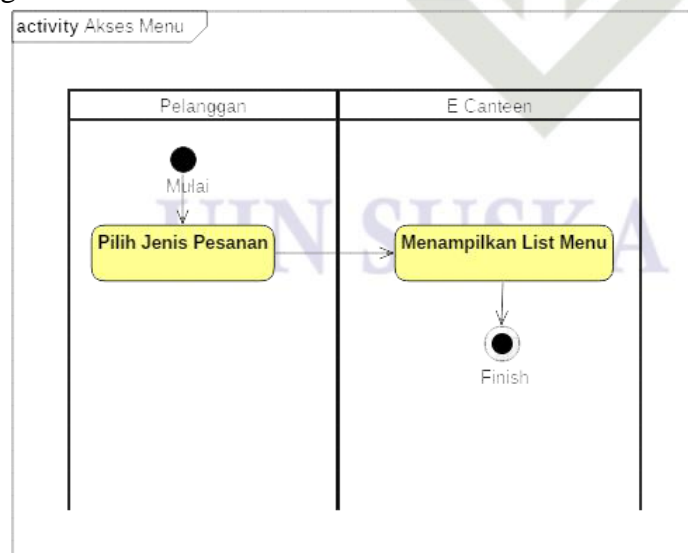 activity Akses Menu
Pelanggan
E Canteen
Mulai
UIN SUSKA
Pilih Jenis Pesanan
Menampilkan List Menu
Finish